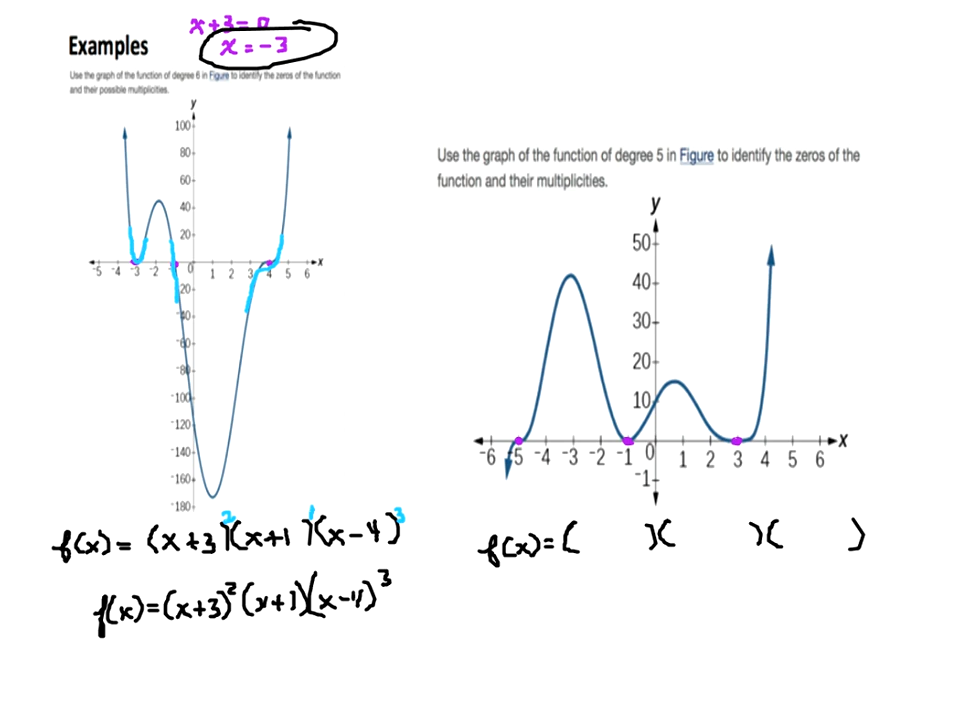 x+3=0
Examples
x = -3
Use the graph of the function of degree 6 in Figure to identify the zeros of the function
and their possible multiplicities.
y
100
80
60
40
20
-5 -4 -3 -2 0 1 2 3 4 5 6 x
20
-40
-60
-80
-100
-120
-140
-160
-180
f(x) = (x+3)²(x+1)¹(x-4)³
f(x)=(x+3)²(x+1)(x-4)³
Use the graph of the function of degree 5 in Figure to identify the zeros of the
function and their multiplicities.
y
50
40
30
20
10
-6 -5 -4 -3 -2 -1 0 1 2 3 4 5 6 x
-1
f(x)=( )( )( )